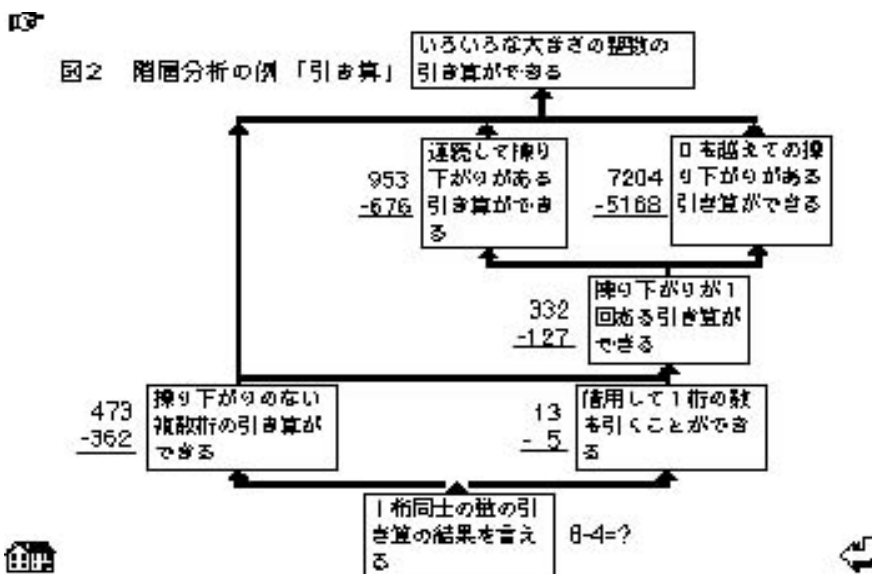 図2 階層分析の例 「引き算」
いろいろな大きさの整数の
引き算ができる
953
-676
連続して繰り
下がりがある
引き算ができ
る
7204
-5168
0を越えての繰
り下がりがある
引き算ができる
332
-127
繰り下がりが1
回ある引き算が
できる
473
-362
繰り下がりのない
複数桁の引き算が
できる
13
- 5
借用して1桁の数
を引くことができ
る
1桁同士の数の引
き算の結果を言え
る
8-4=?